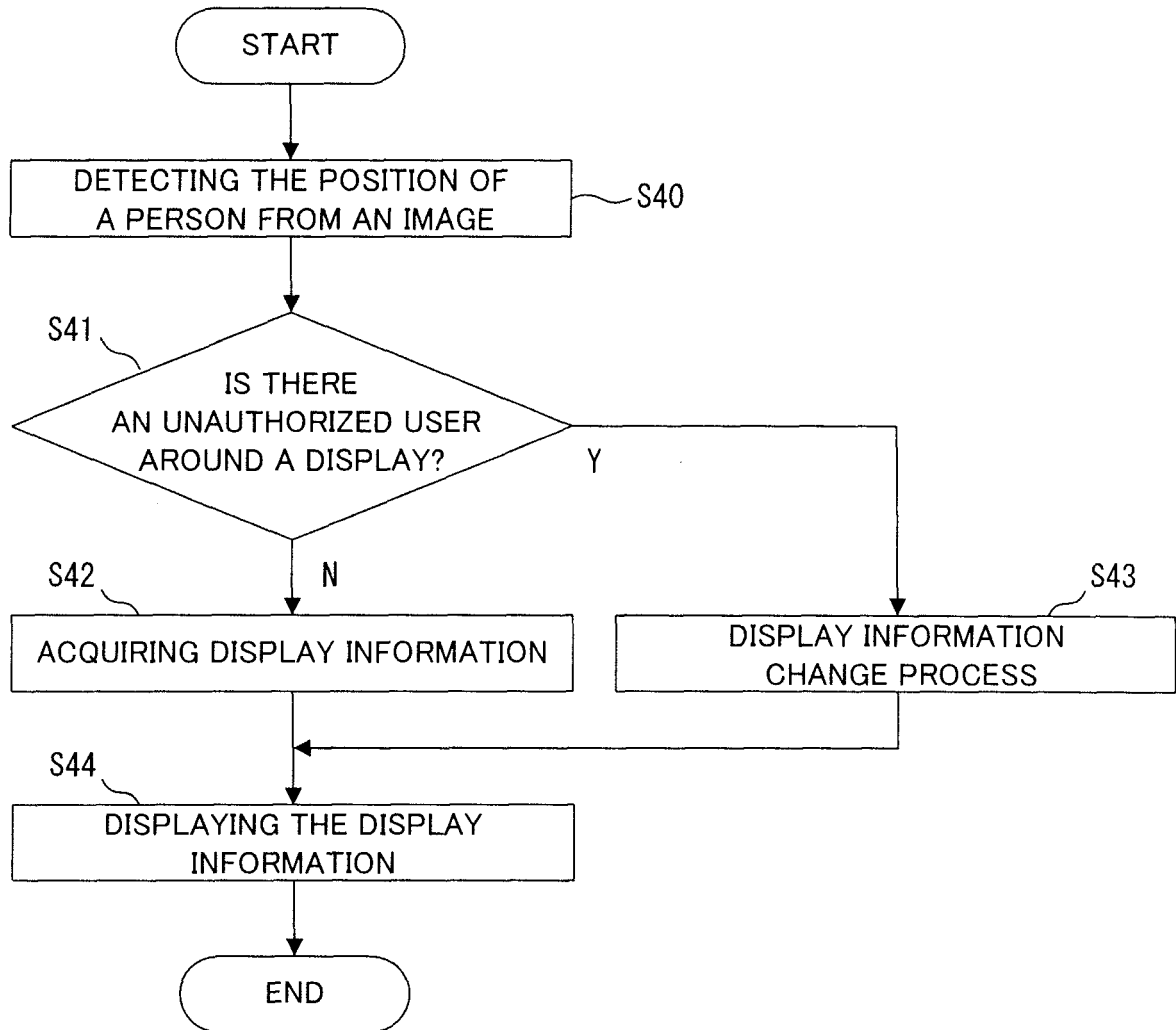 START
DETECTING THE POSITION OF
A PERSON FROM AN IMAGE
S40
S41
IS THERE
AN UNAUTHORIZED USER
AROUND A DISPLAY?
Y
N
S42
ACQUIRING DISPLAY INFORMATION
S43
DISPLAY INFORMATION
CHANGE PROCESS
S44
DISPLAYING THE DISPLAY
INFORMATION
END